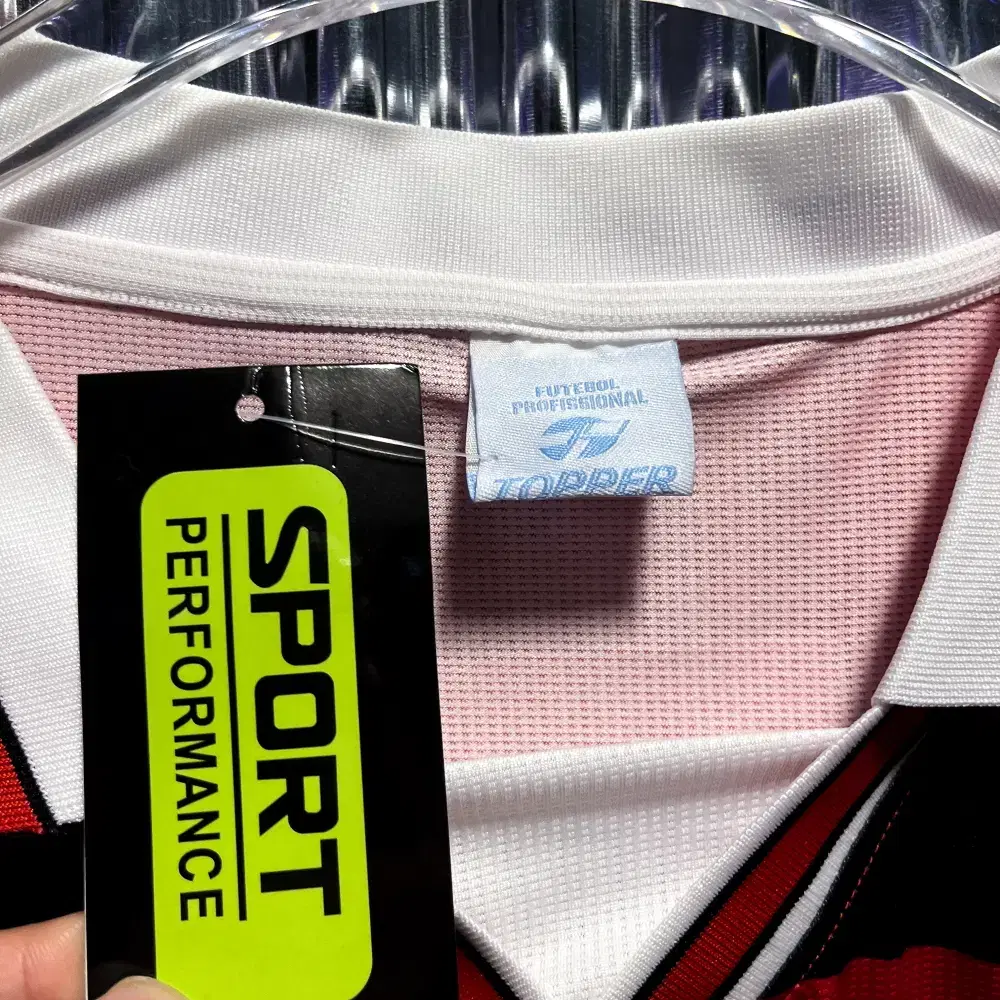 FUTEBOL
PROFISSIONAL
TOPPER
SPORT
PERFORMANCE